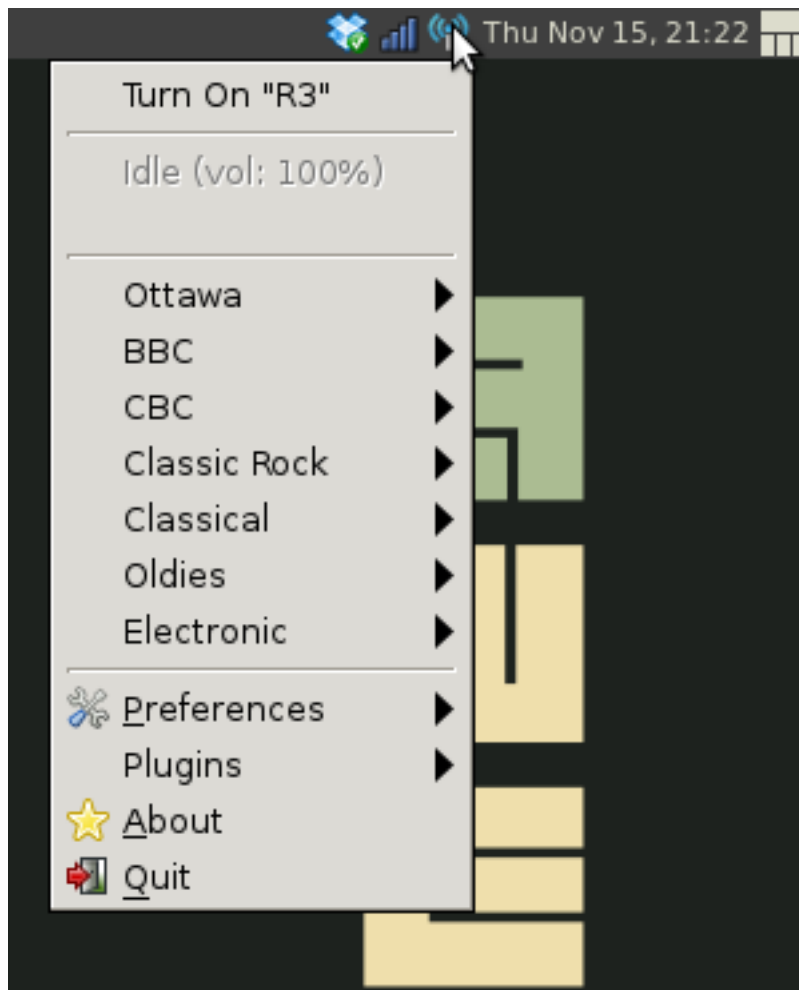 Thu Nov 15, 21:22
Turn On "R3"
Idle (vol: 100%)
Ottawa
BBC
CBC
Classic Rock
Classical
Oldies
Electronic
Preferences
Plugins
About
Quit